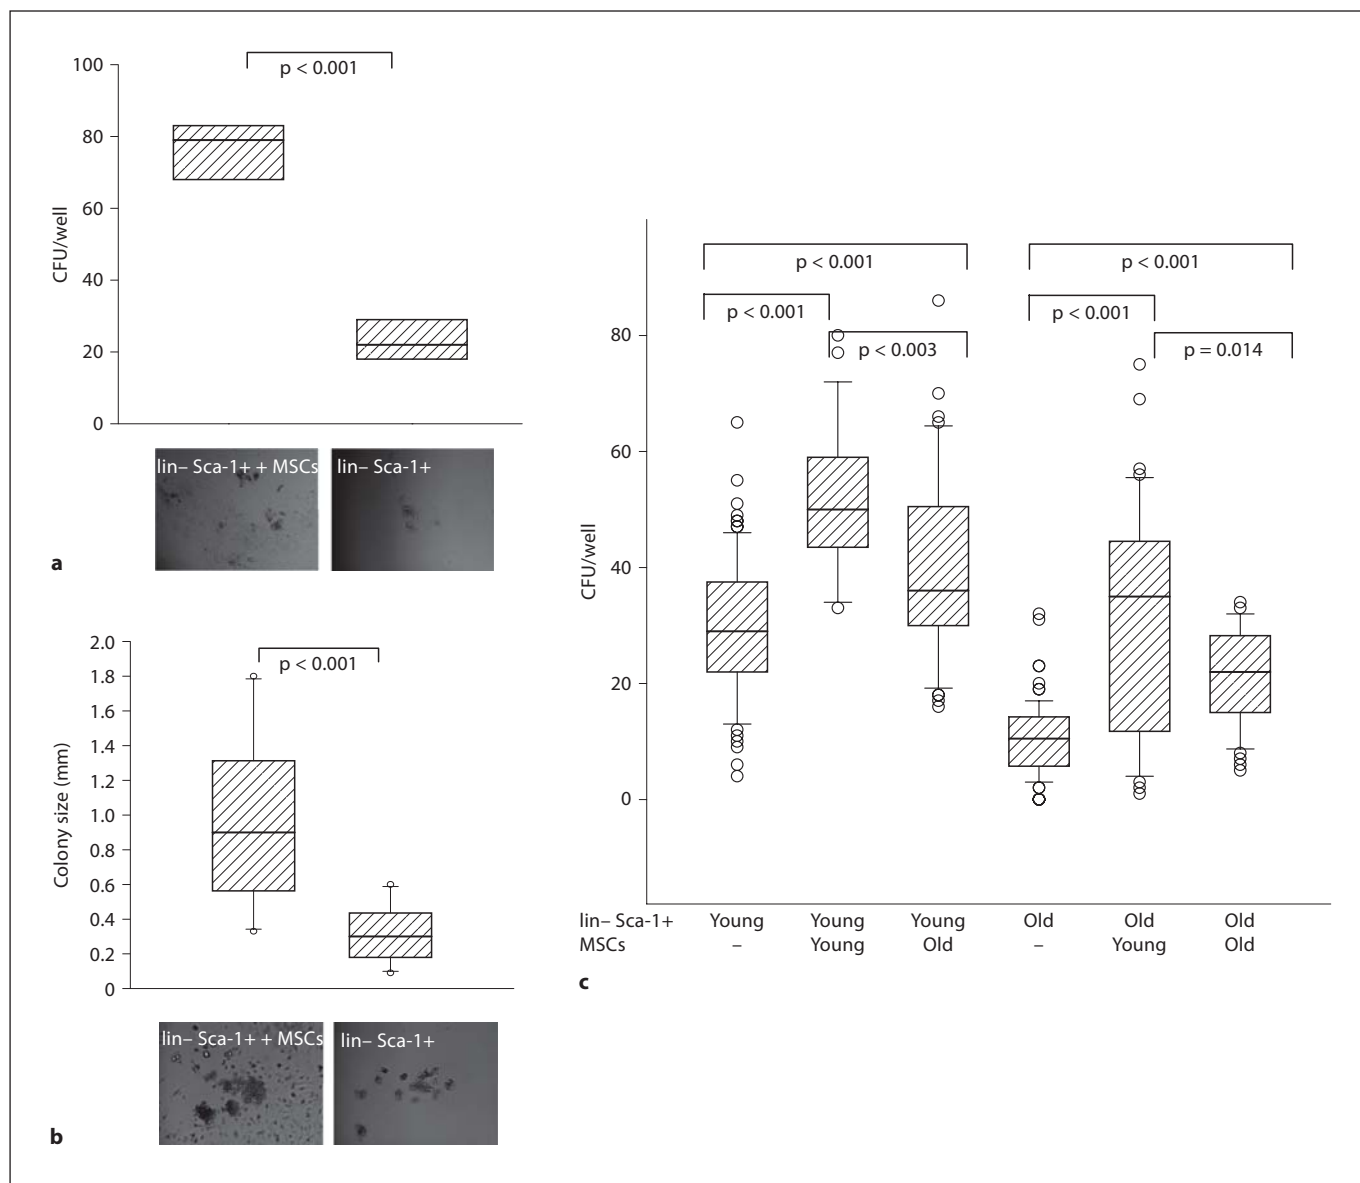 100
80
60
40
20
0
CFU/well
p < 0.001
lin– Sca-1+ + MSCs
lin– Sca-1+
a
2.0
1.8
1.6
1.4
1.2
1.0
0.8
0.6
0.4
0.2
0
Colony size (mm)
p < 0.001
lin– Sca-1+ + MSCs
lin– Sca-1+
b
80
60
40
20
0
CFU/well
p < 0.001
p < 0.001
p < 0.001
p < 0.001
p < 0.003
p = 0.014
lin– Sca-1+ Young Young Young Old Old Old
MSCs – Young Old – Young Old
c